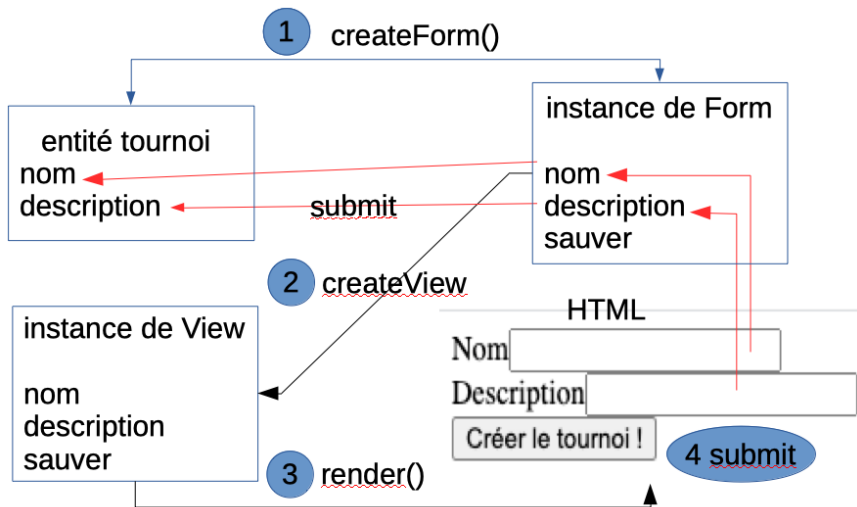 1 createForm()
entité tournoi
nom
description
instance de Form
nom
description
sauver
submit
2 createView
instance de View
nom
description
sauver
HTML
Nom
Description
Créer le tournoi !
4 submit
3 render()